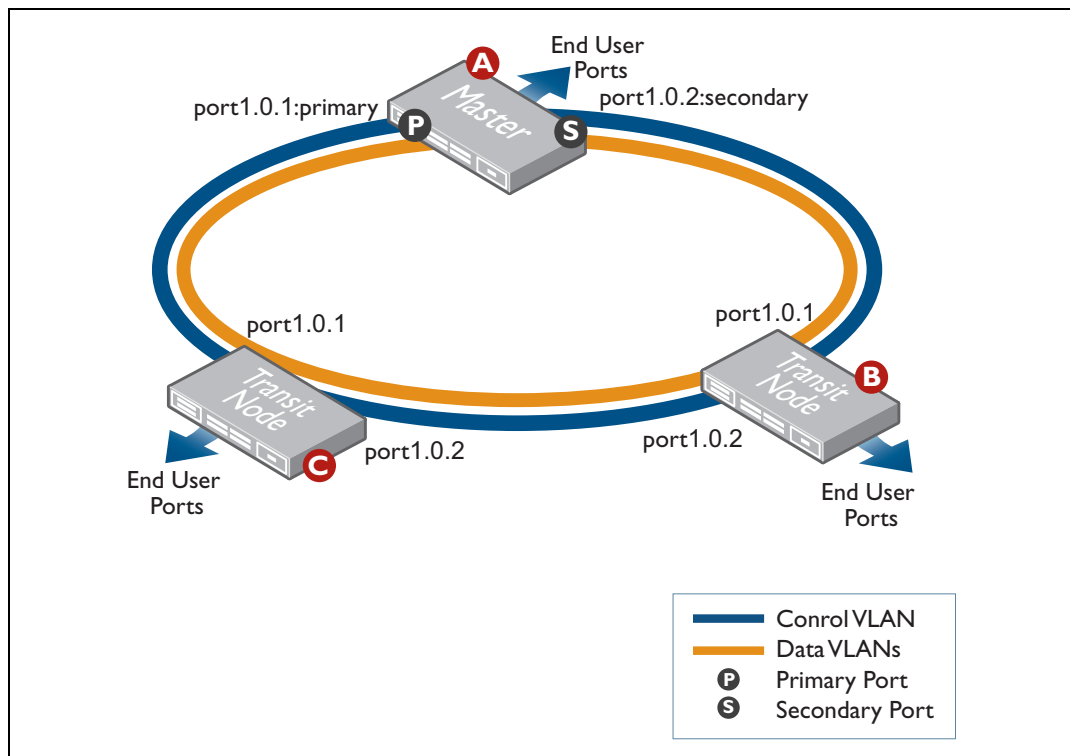 A
End User
Ports
port1.0.1:primary
port1.0.2:secondary
Master
P
S
port1.0.1
port1.0.1
Transit
Node
B
Transit
Node
C
port1.0.2
port1.0.2
End User
Ports
End User
Ports
Conrol VLAN
Data VLANs
P Primary Port
S Secondary Port